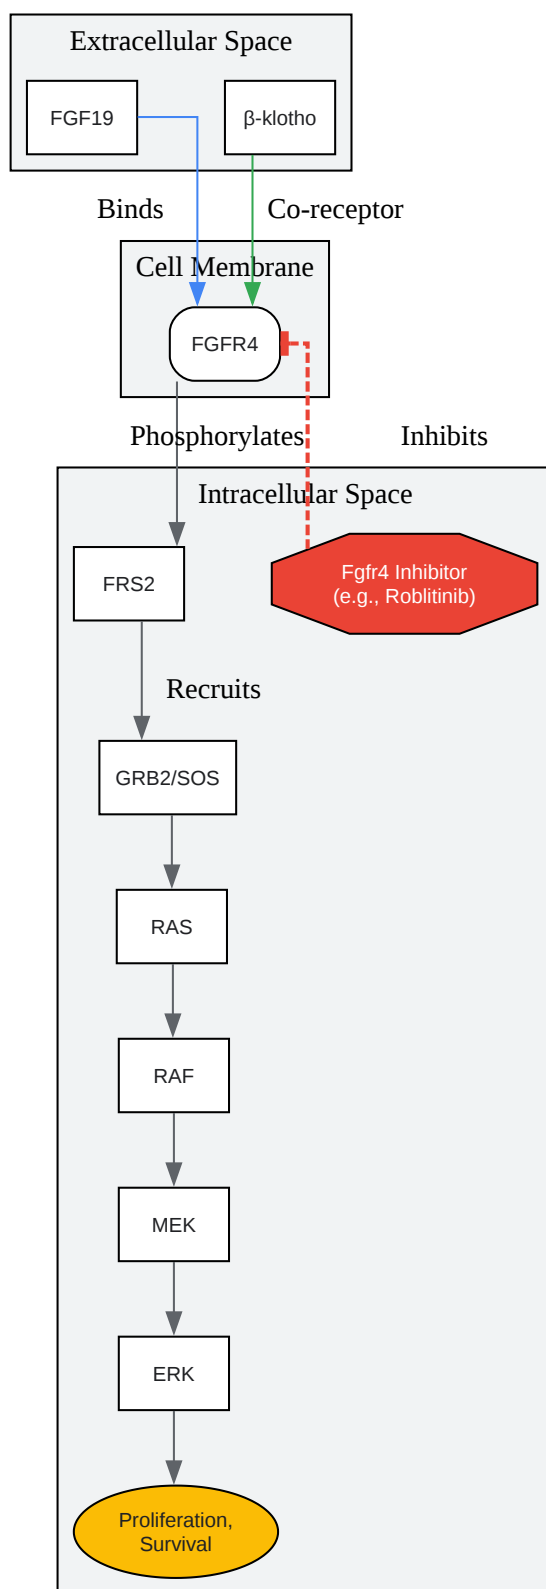 Extracellular Space
FGF19
β-klotho
Binds
Co-receptor
Cell Membrane
FGFR4
Phosphorylates
Inhibits
Intracellular Space
FRS2
Fgfr4 Inhibitor
(e.g., Roblitinib)
Recruits
GRB2/SOS
RAS
RAF
MEK
ERK
Proliferation,
Survival